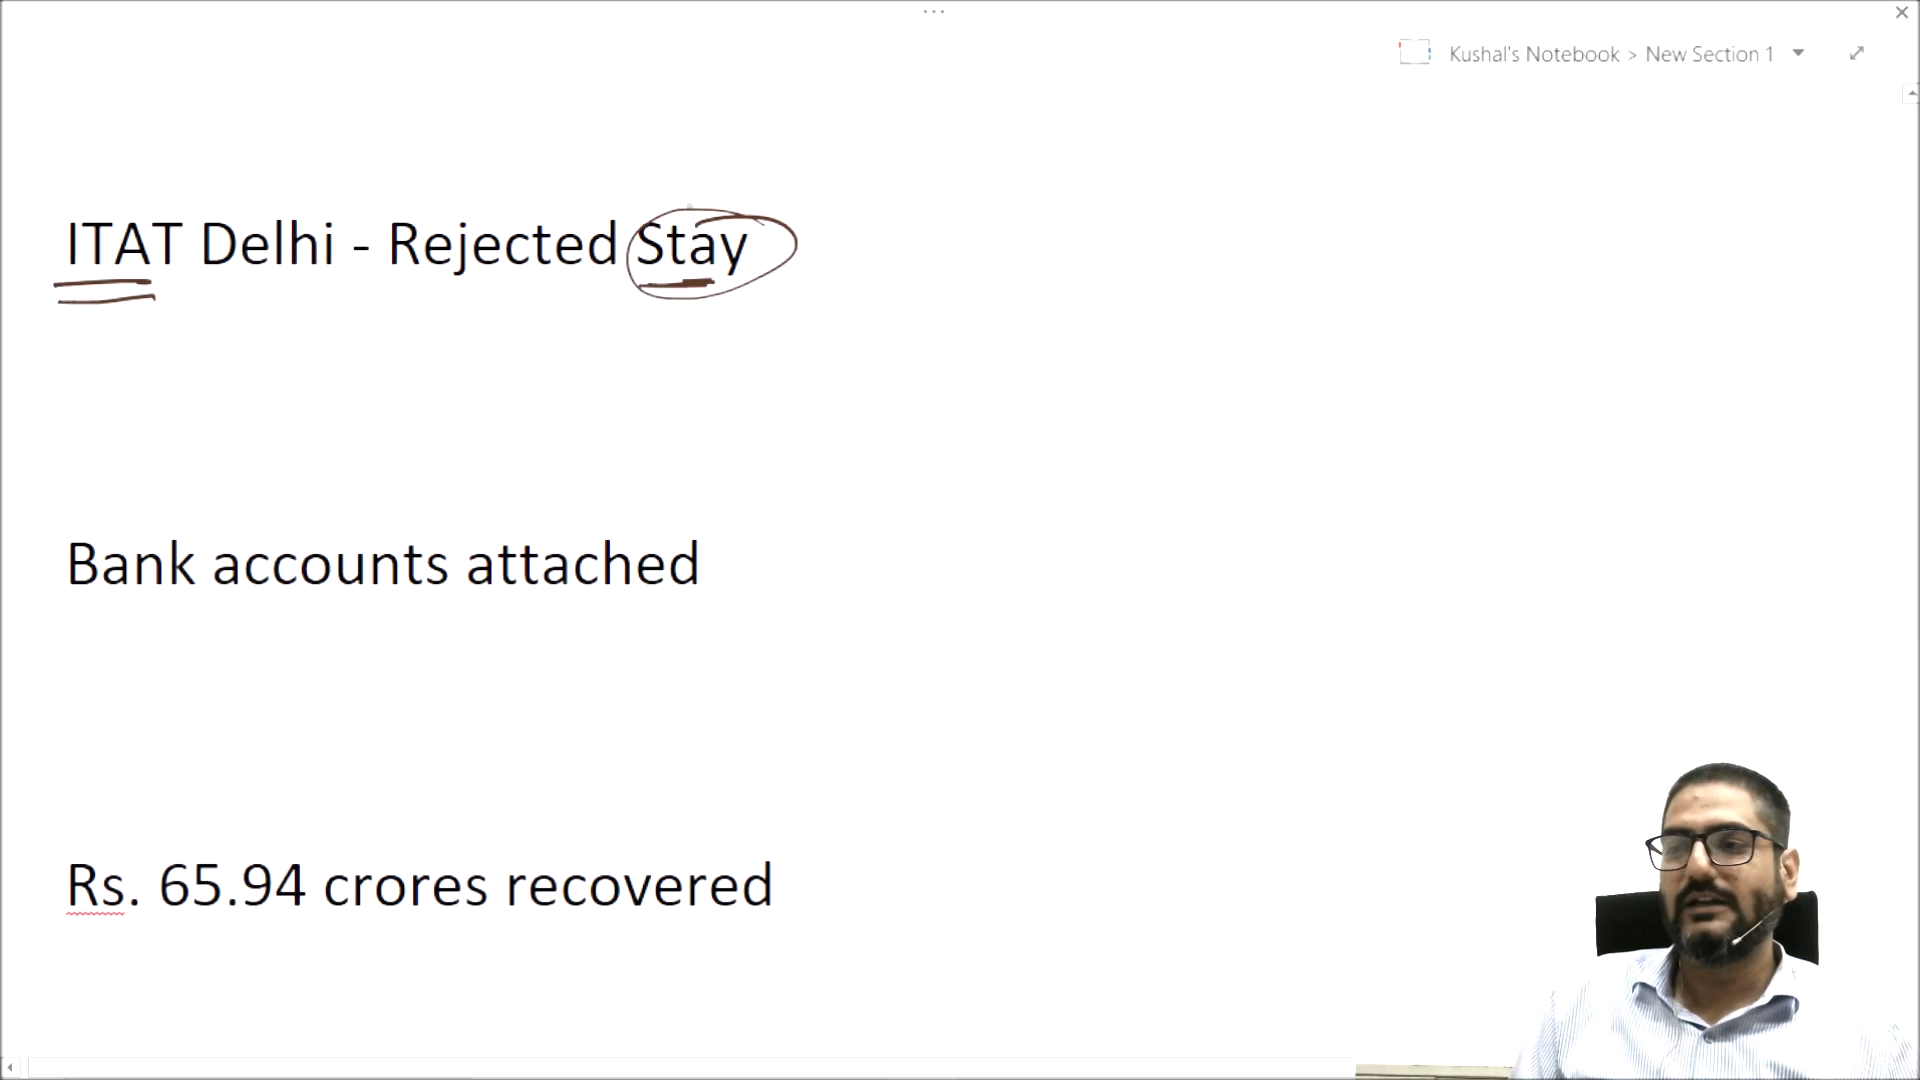 Kushal's Notebook > New Section 1
ITAT Delhi - Rejected Stay
Bank accounts attached
Rs. 65.94 crores recovered